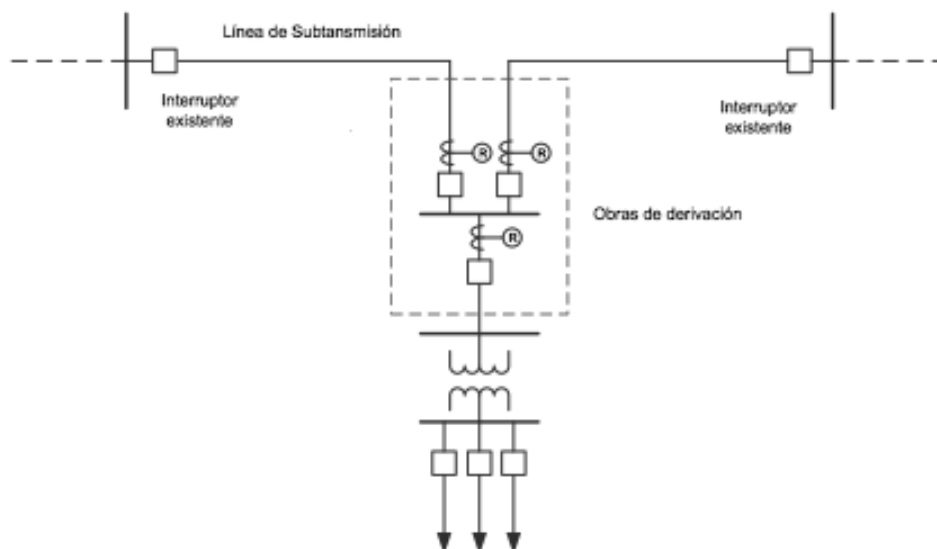 Línea de Subtansmisión
Interruptor
existente
Interruptor
existente
R
R
Obras de derivación
R